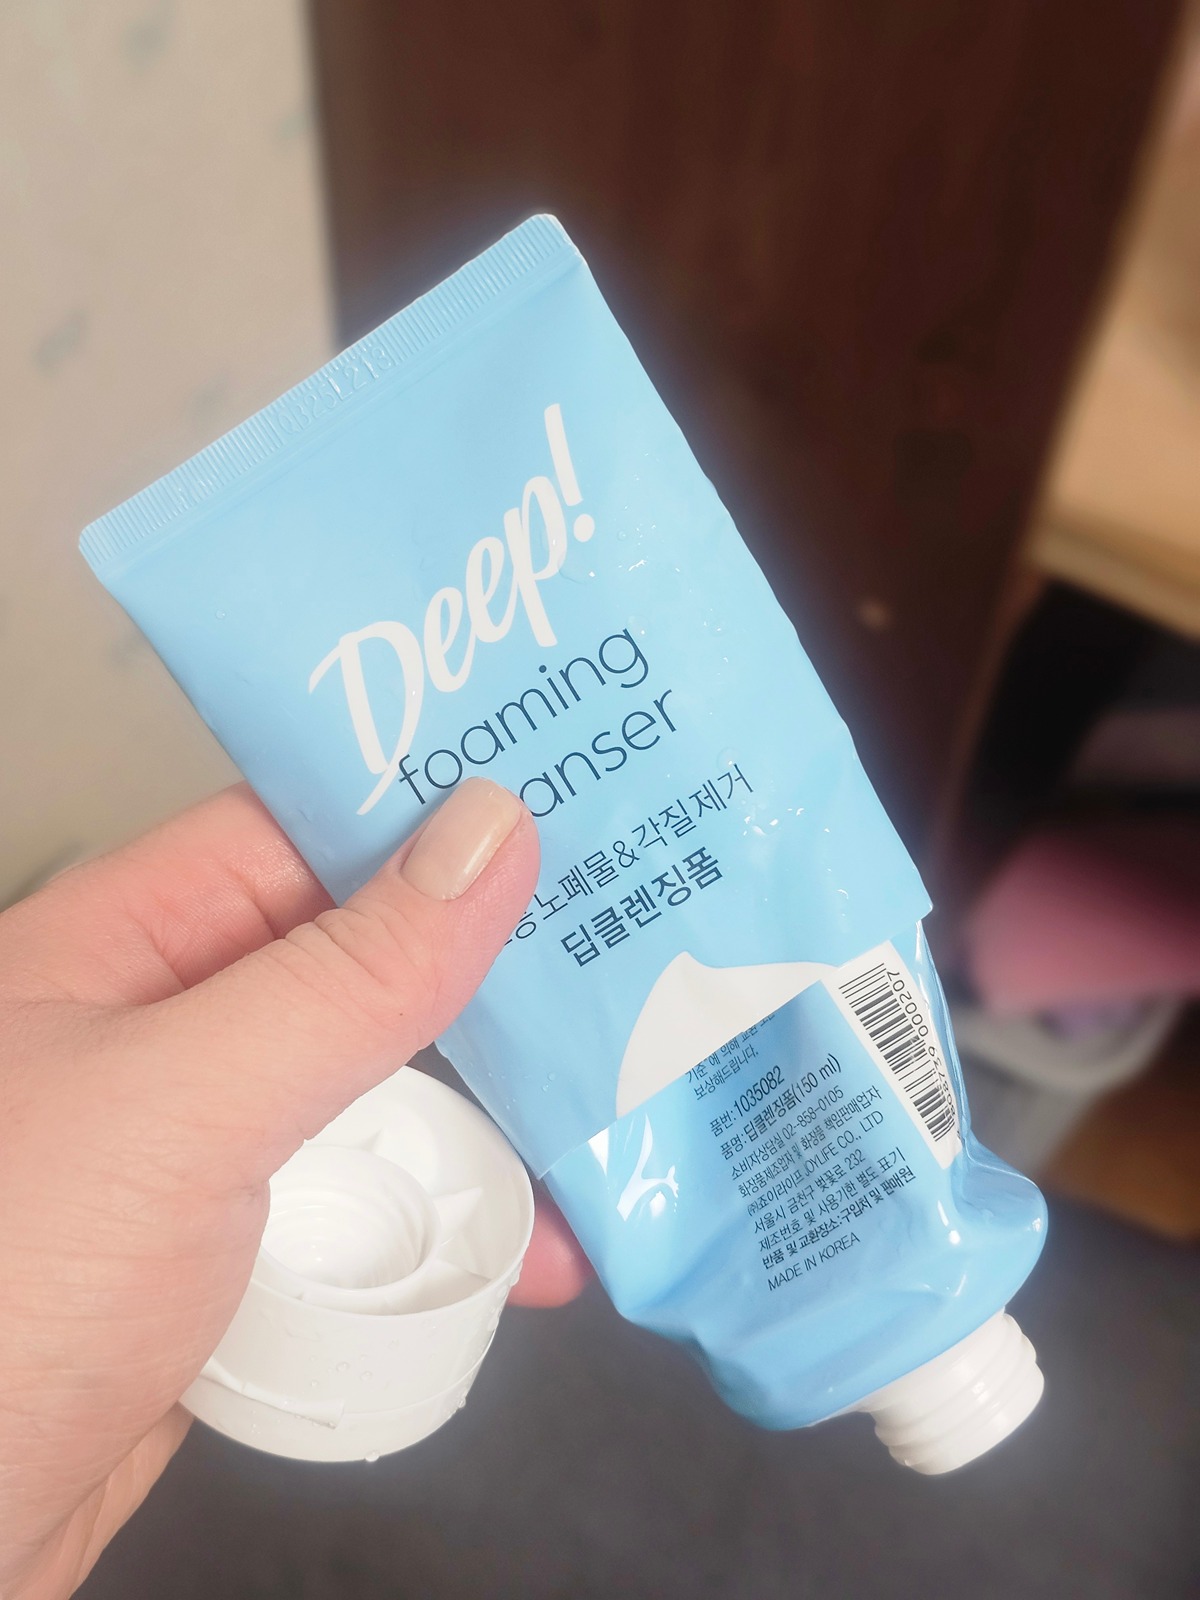 Deep!
foaming
anser
노폐물&각질제거
딥클렌징폼
기준"에 의해 교환 또는
보상해드립니다.
품번:1035082
품명:딥클렌징폼(150 ml)
소비자상담실 02-858-0105
화장품제조업자 및 화장품 책임판매업자
㈜죠이라이프 JOYLIFE CO., LTD
서울시 금천구 벚꽃로 232
제조번호 및 사용기한 별도 표기
반품 및 교환장소:구입처 및 판매원
MADE IN KOREA